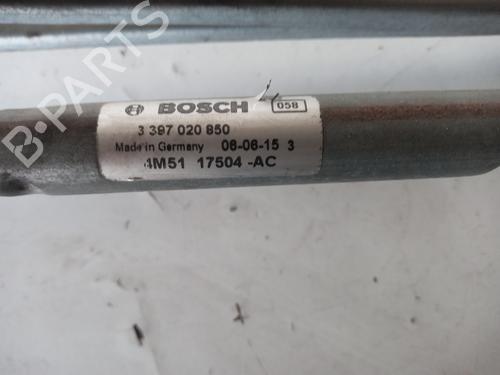 BOSCH 058
3 397 020 850
Made in Germany 06-06-15 3
4M51 17504-AC
B-PARTS